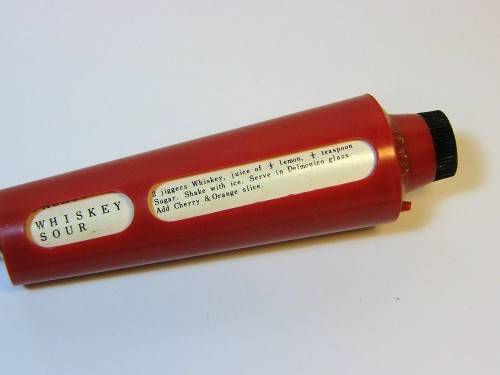 WHISKEY
SOUR
2 jiggers Whiskey, juice of ½ lemon, ½ teaspoon
Sugar. Shake with ice. Serve in Delmonico glass.
Add Cherry & Orange slice.